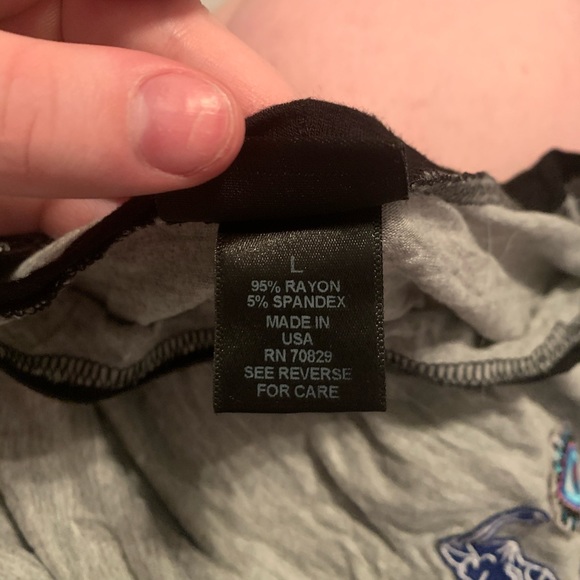 L
95% RAYON
5% SPANDEX
MADE IN
USA
RN 70829
SEE REVERSE
FOR CARE